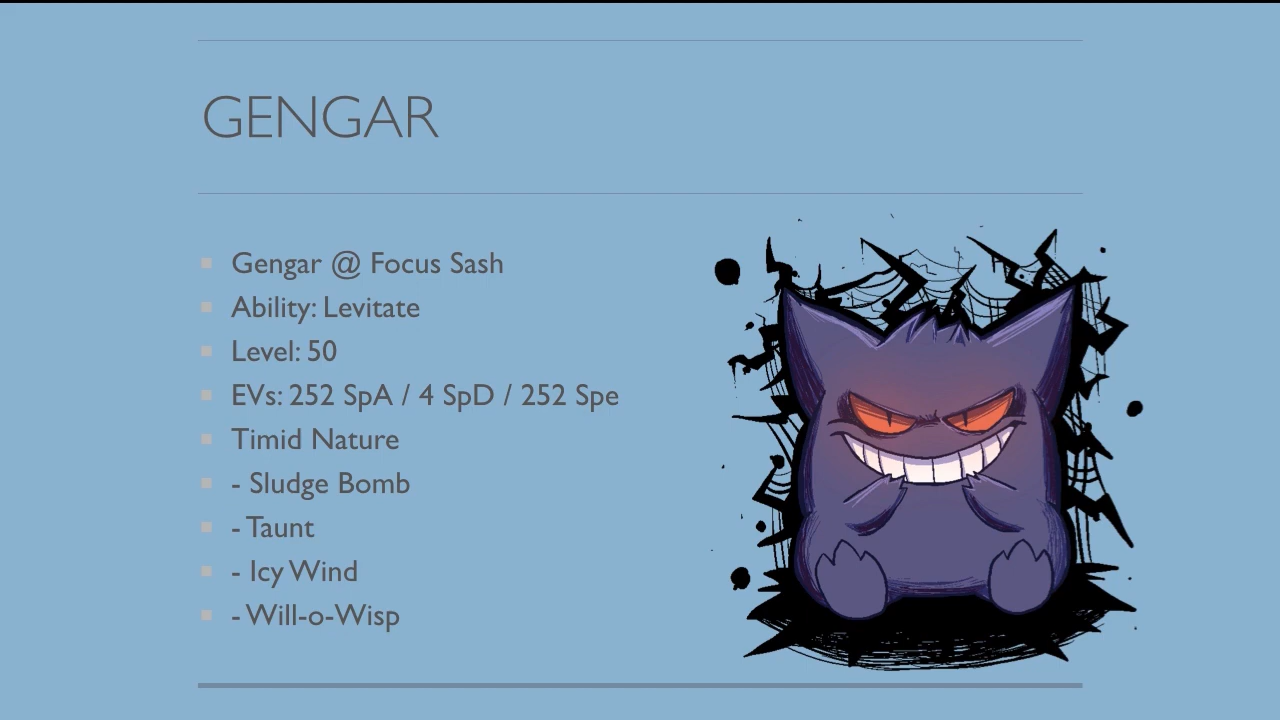 GENGAR
Gengar @ Focus Sash
Ability: Levitate
Level: 50
EVs: 252 SpA / 4 SpD / 252 Spe
Timid Nature
- Sludge Bomb
- Taunt
- Icy Wind
- Will-o-Wisp